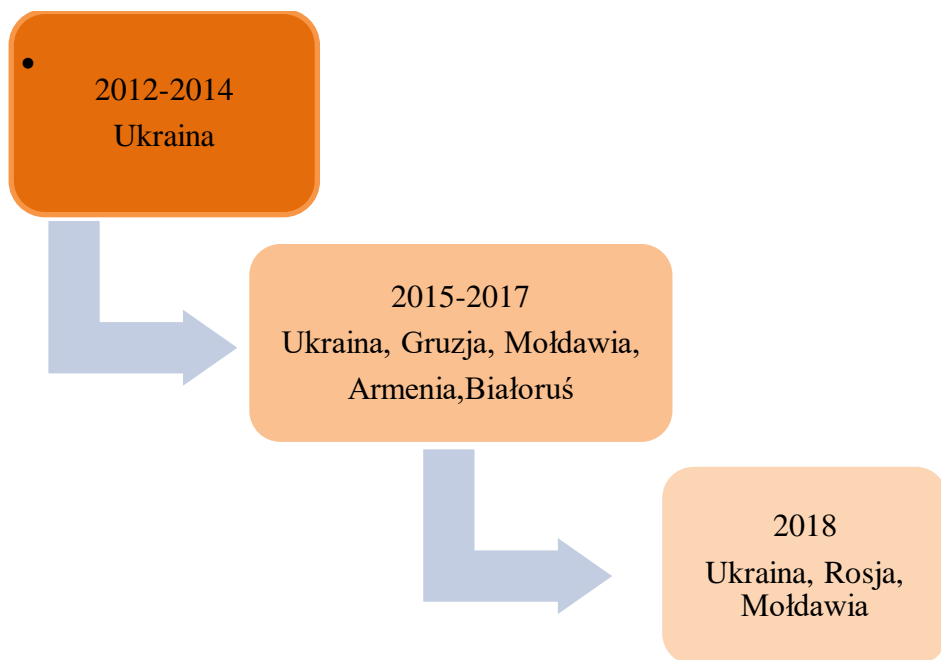 •
2012-2014
Ukraina
2015-2017
Ukraina, Gruzja, Mołdawia,
Armenia,Białoruś
2018
Ukraina, Rosja,
Mołdawia